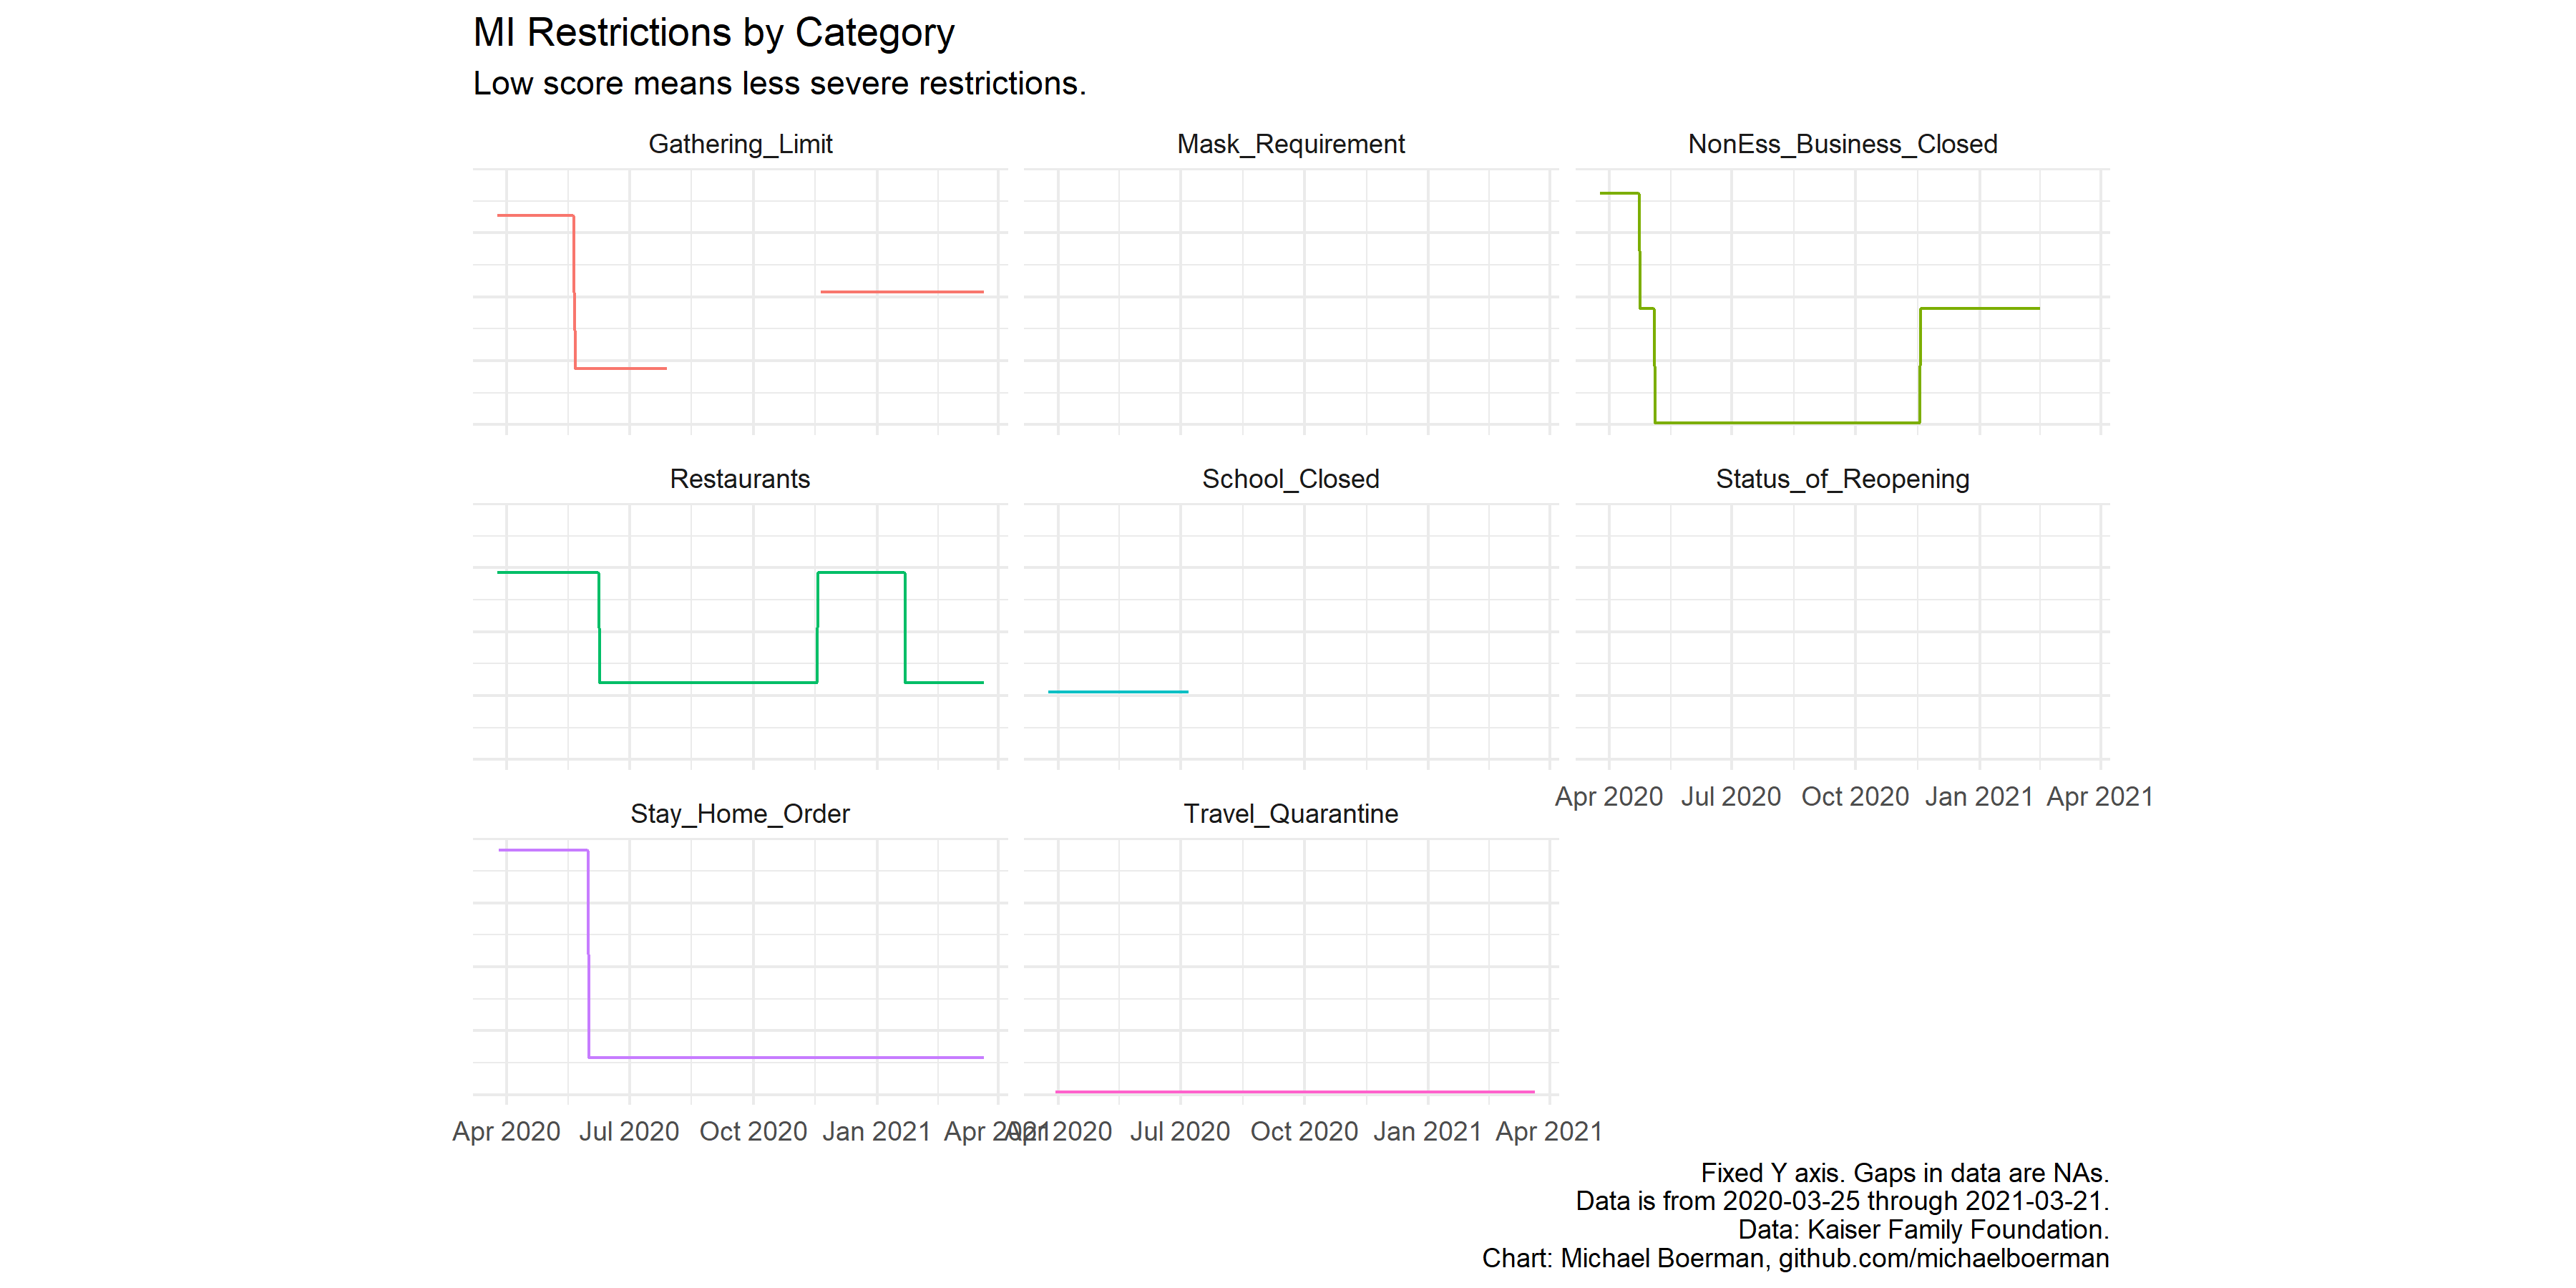 MI Restrictions by Category
Low score means less severe restrictions.
Gathering_Limit
Mask_Requirement
NonEss_Business_Closed
Restaurants
School_Closed
Status_of_Reopening
Apr 2020 Jul 2020 Oct 2020 Jan 2021 Apr 2021
Stay_Home_Order
Travel_Quarantine
Apr 2020 Jul 2020 Oct 2020 Jan 2021 Apr 2021
Apr 2020 Jul 2020 Oct 2020 Jan 2021 Apr 2021
Fixed Y axis. Gaps in data are NAs.
Data is from 2020-03-25 through 2021-03-21.
Data: Kaiser Family Foundation.
Chart: Michael Boerman, github.com/michaelboerman